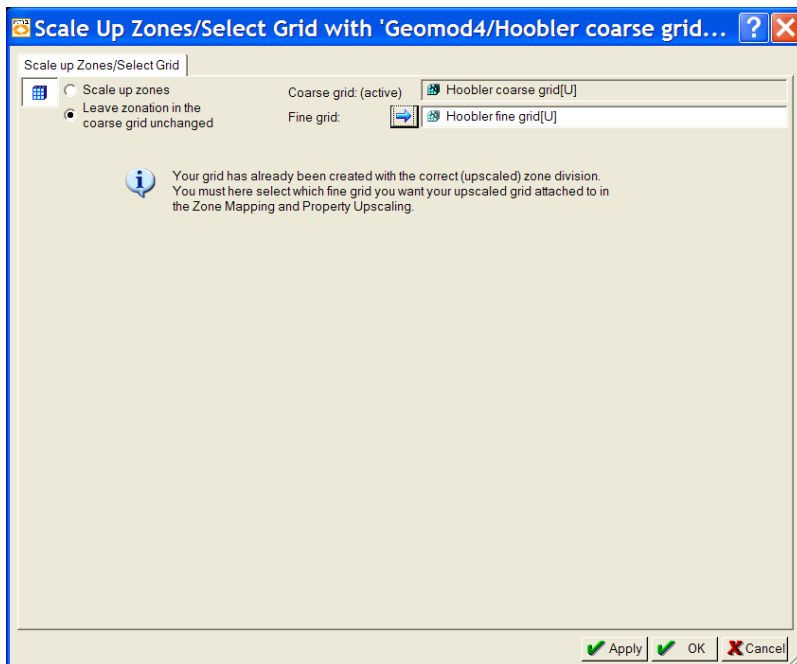 Scale Up Zones/Select Grid with 'Geomod4/Hoobler coarse grid...
Scale up Zones/Select Grid
Scale up zones
Leave zonation in the
coarse grid unchanged
Coarse grid: (active)
Hoobler coarse grid[U]
Fine grid:
Hoobler fine grid[U]
Your grid has already been created with the correct (upscaled) zone division.
You must here select which fine grid you want your upscaled grid attached to in
the Zone Mapping and Property Upscaling.
Apply
OK
Cancel